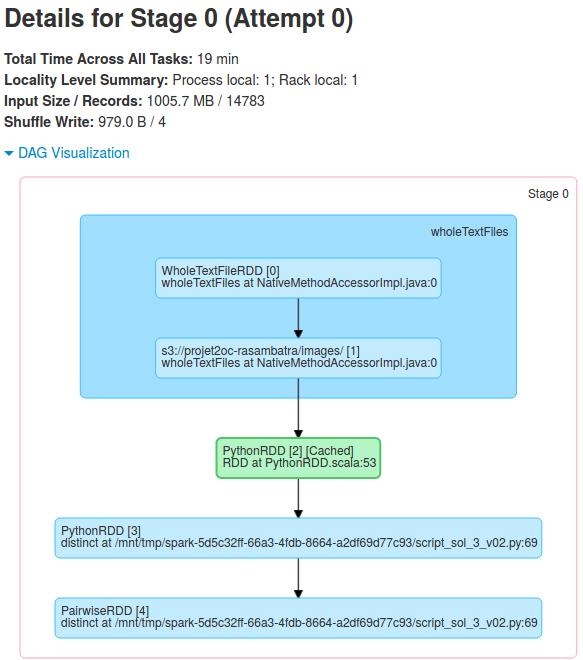 Details for Stage 0 (Attempt 0)
Total Time Across All Tasks: 19 min
Locality Level Summary: Process local: 1; Rack local: 1
Input Size / Records: 1005.7 MB / 14783
Shuffle Write: 979.0 B / 4
DAG Visualization
Stage 0
wholeTextFiles
WholeTextFileRDD [0]
wholeTextFiles at NativeMethodAccessorImpl.java:0
s3://projet2oc-rasambatra/images/ [1]
wholeTextFiles at NativeMethodAccessorImpl.java:0
PythonRDD [2] [Cached]
RDD at PythonRDD.scala:53
PythonRDD [3]
distinct at /mnt/tmp/spark-5d5c32ff-66a3-4fdb-8664-a2df69d77c93/script_sol_3_v02.py:69
PairwiseRDD [4]
distinct at /mnt/tmp/spark-5d5c32ff-66a3-4fdb-8664-a2df69d77c93/script_sol_3_v02.py:69